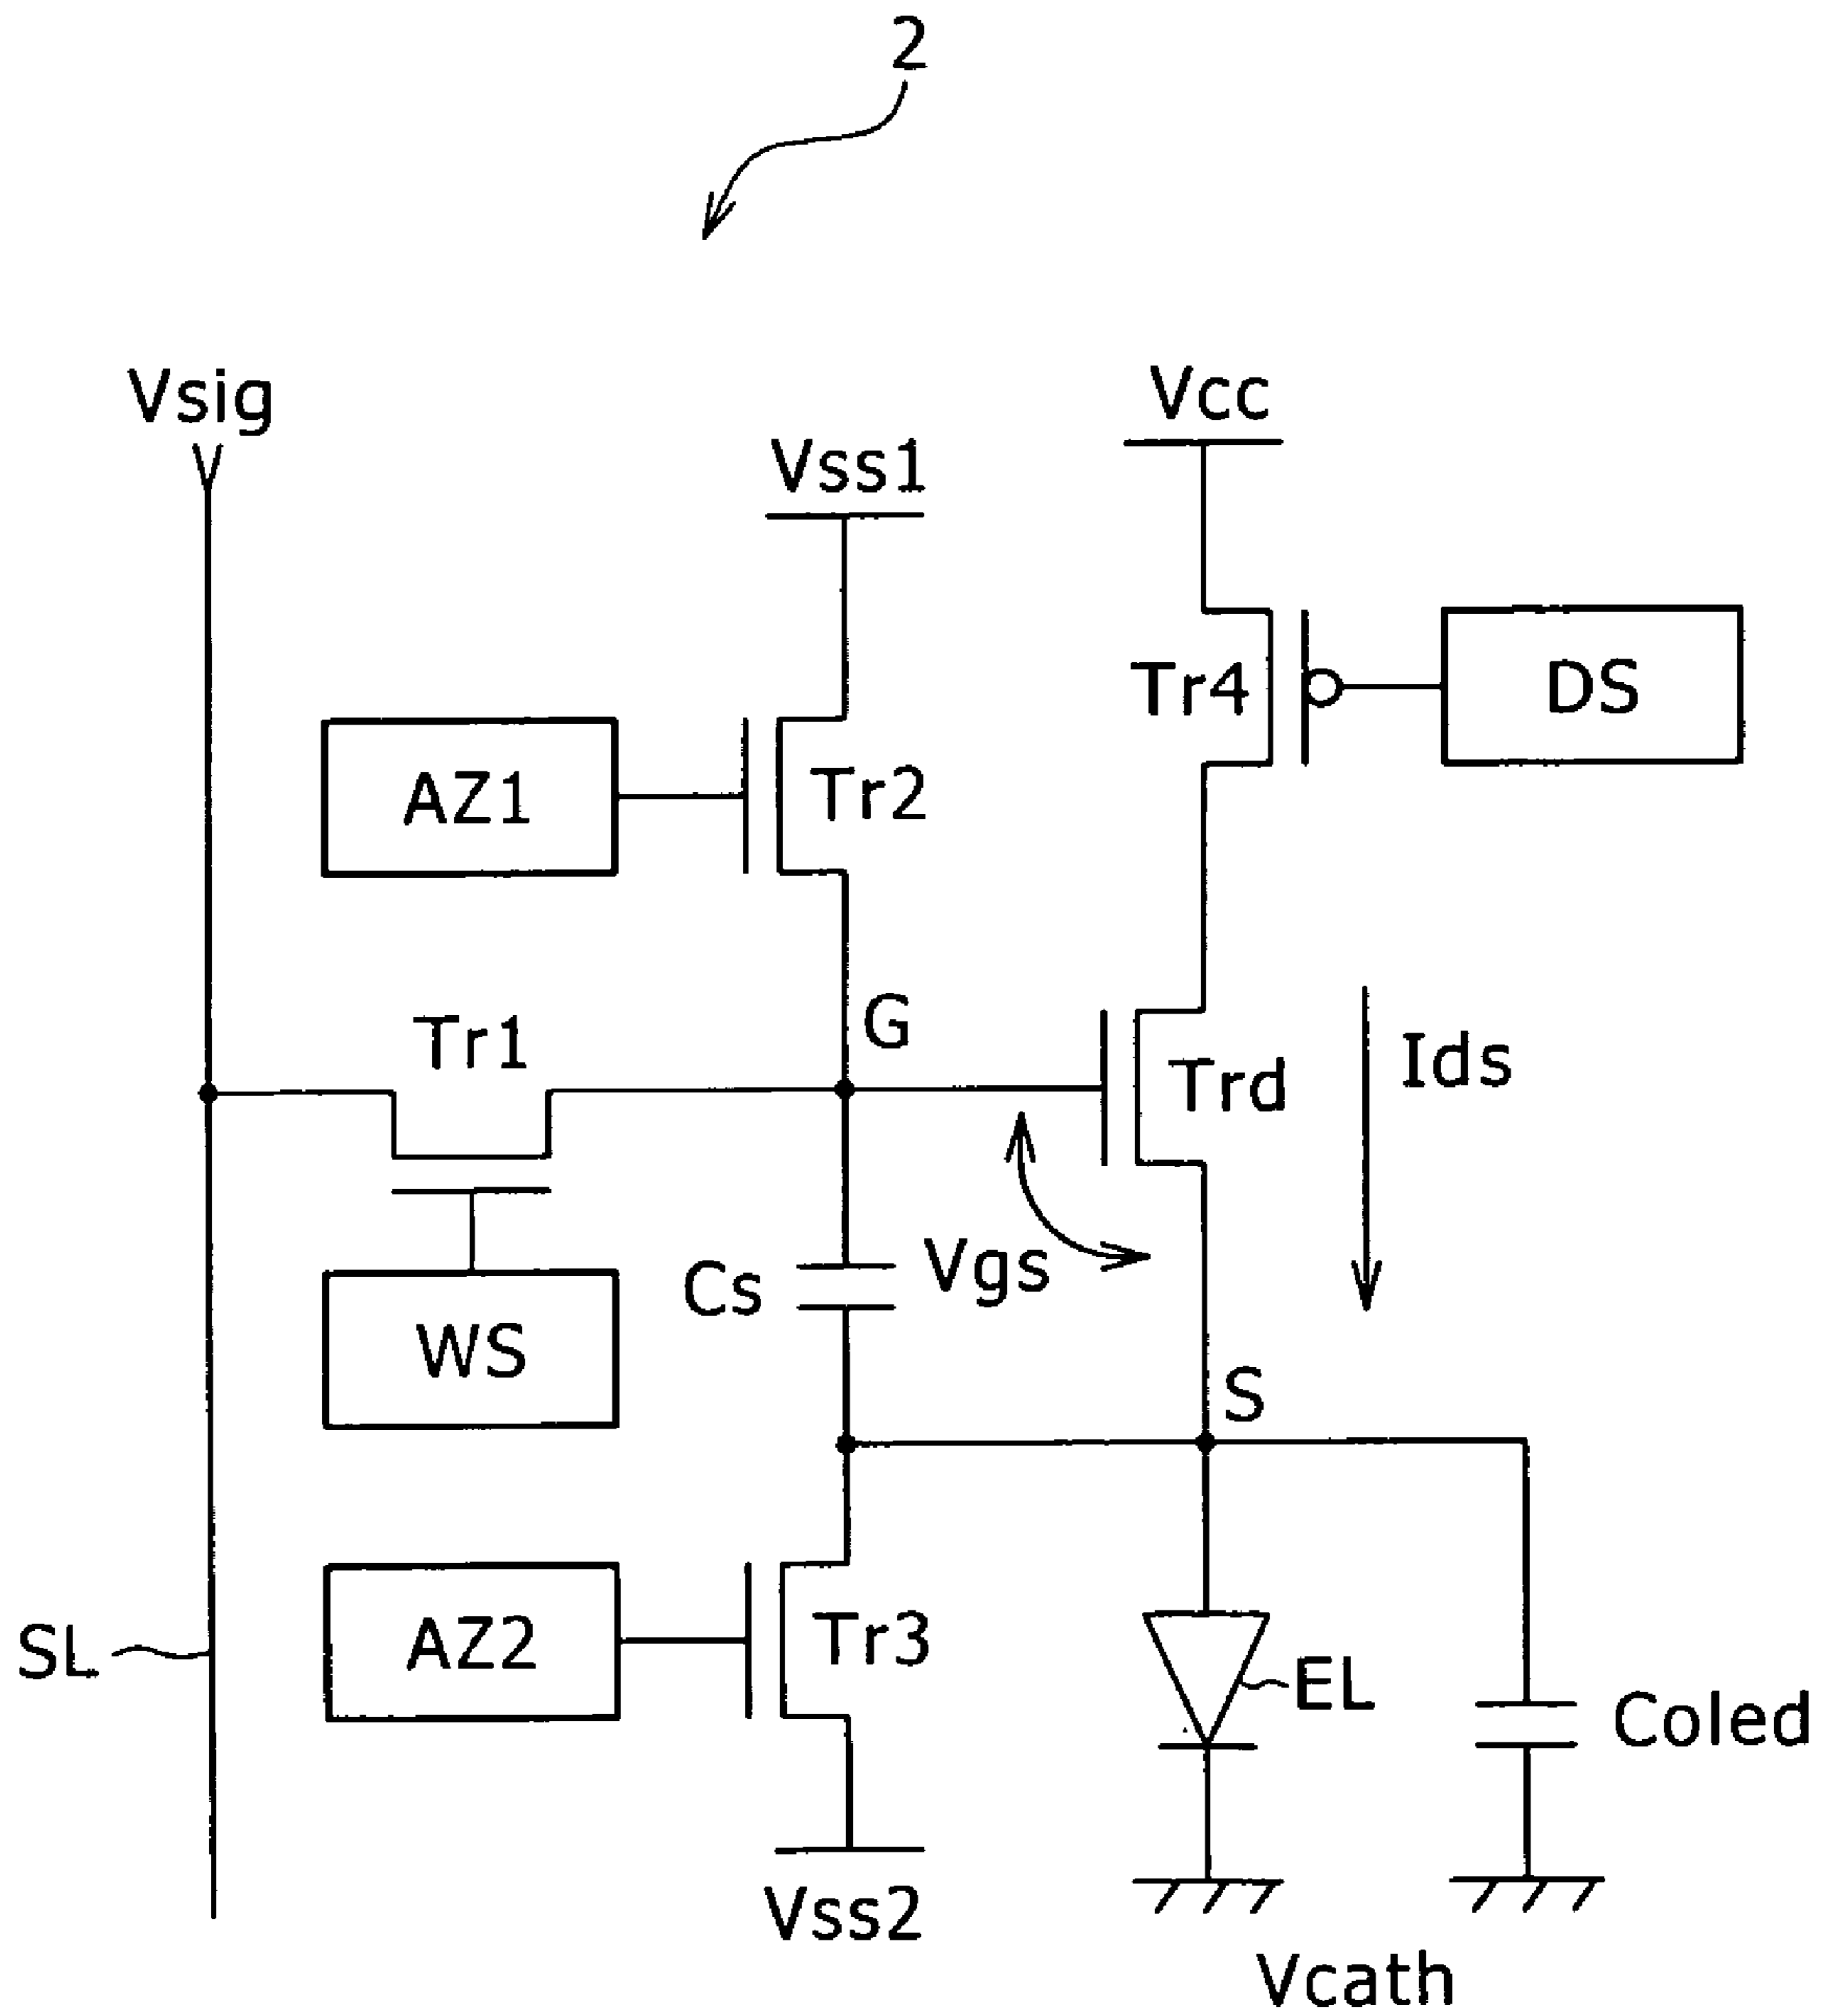 2
Vsig
Vcc
Vss1
Tr4
DS
AZ1
Tr2
G
Tr1
Trd
Ids
Cs
Vgs
WS
S
AZ2
Tr3
SL
EL
Coled
Vss2
Vcath